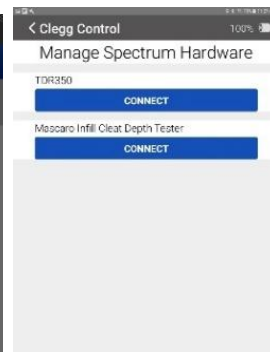 < Clegg Control 100%
Manage Spectrum Hardware
TDR350
CONNECT
Mascaro Infill Cleat Depth Tester
CONNECT